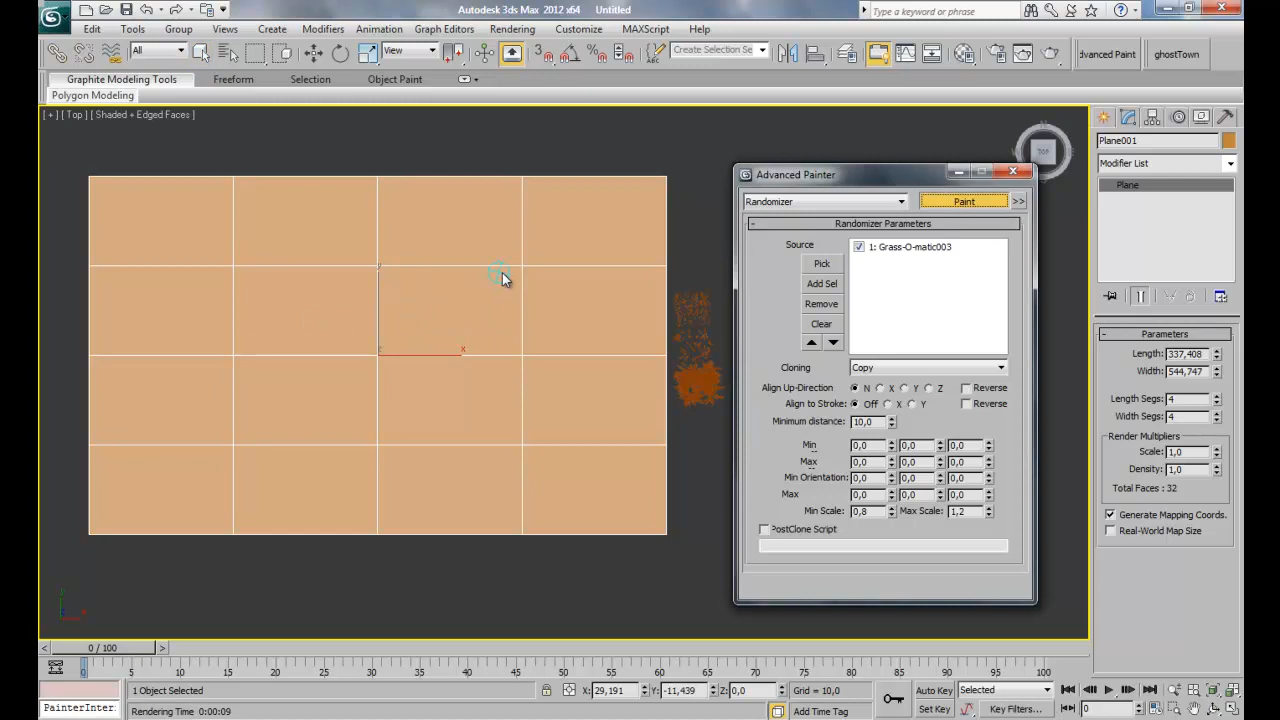 Autodesk 3ds Max 2012 x64 Untitled
Type a keyword or phrase
Edit Tools Group Views Create Modifiers Animation Graph Editors Rendering Customize MAXScript Help
All View Create Selection Se dvanced Paint ghostTown
Graphite Modeling Tools Freeform Selection Object Paint
Polygon Modeling
[ + ] [ Top ] [ Shaded + Edged Faces ]
TOP
Plane001
Modifier List
Plane
Advanced Painter
Randomizer Paint >>
Randomizer Parameters
Source 1: Grass-O-matic003
Pick
Add Sel
Remove
Clear
Cloning Copy
Align Up-Direction N X Y Z Reverse
Align to Stroke: Off X Y Reverse
Minimum distance: 10,0
Min 0,0 0,0 0,0
Max 0,0 0,0 0,0
Min Orientation: 0,0 0,0 0,0
Max 0,0 0,0 0,0
Min Scale: 0,8 Max Scale: 1,2
PostClone Script
Parameters
Length: 337,408
Width: 544,747
Length Segs: 4
Width Segs: 4
Render Multipliers
Scale: 1,0
Density: 1,0
Total Faces : 32
Generate Mapping Coords.
Real-World Map Size
y
x
0 / 100
0 5 10 15 20 25 30 35 40 45 50 55 60 65 70 75 80 85 90 95 100
1 Object Selected X: 29,191 Y: -11,439 Z: 0,0 Grid = 10,0 Auto Key Selected
PainterInter: Rendering Time 0:00:09 Add Time Tag Set Key Key Filters... 0